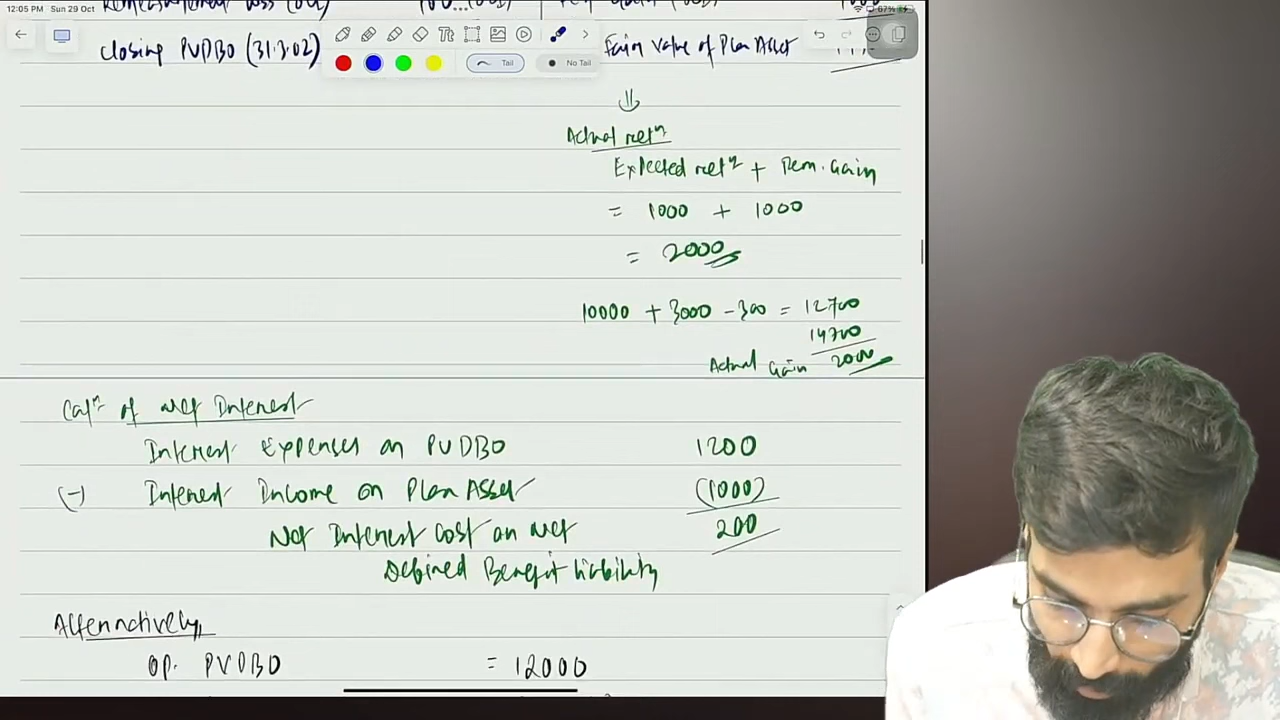 12:05 PM Sun 29 Oct
67%
closing PVDBO (31.3.02)
Fair value of Plan Asset
Tail
No Tail
Actual retⁿ
Expected retⁿ + Rem. Gain
= 1000 + 1000
= 2000
10000 + 3000 - 300 = 12700
14700
Actual Gain 2000
Calⁿ of Net Interest
Interest Expenses on PVDBO 1200
(-) Interest Income on Plan Asset (1000)
Net Interest Cost on Net 200
Defined Benefit liability
Alternatively,
OP. PVDBO = 12000